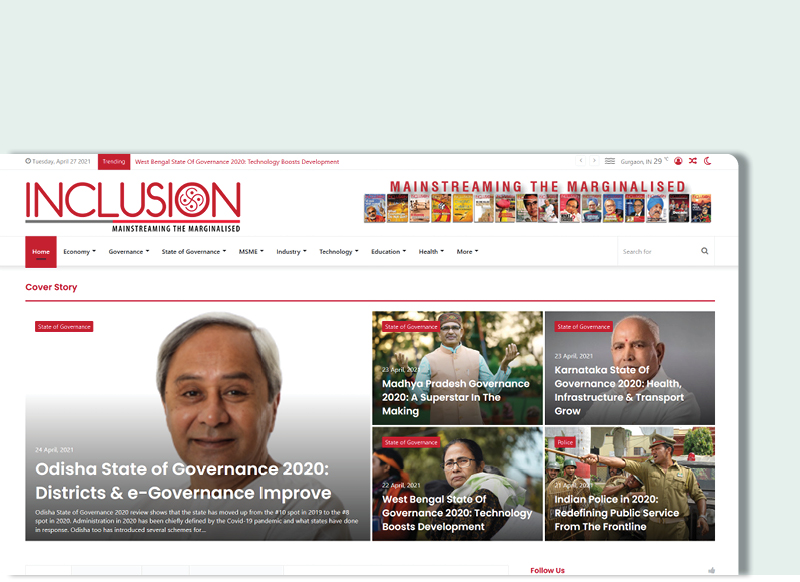 Tuesday, April 27 2021
Trending
West Bengal State Of Governance 2020: Technology Boosts Development
Gurgaon, IN 29 °C
INCLUSION
MAINSTREAMING THE MARGINALISED
MAINSTREAMING THE MARGINALISED
Home
Economy
Governance
State of Governance
MSME
Industry
Technology
Education
Health
More
Search for
Cover Story
State of Governance
24 April, 2021
Odisha State of Governance 2020:
Districts & e-Governance Improve
Odisha State of Governance 2020 review shows that the state has moved up from the #10 spot in 2019 to the #8
spot in 2020. Administration in 2020 has been chiefly defined by the Covid-19 pandemic and what states have done
in response. Odisha too has introduced several schemes for...
State of Governance
23 April, 2021
Madhya Pradesh Governance
2020: A Superstar In The
Making
State of Governance
23 April, 2021
Karnataka State Of
Governance 2020: Health,
Infrastructure & Transport
Grow
State of Governance
22 April, 2021
West Bengal State Of
Governance 2020: Technology
Boosts Development
Police
21 April, 2021
Indian Police in 2020:
Redefining Public Service
From The Frontline
Follow Us